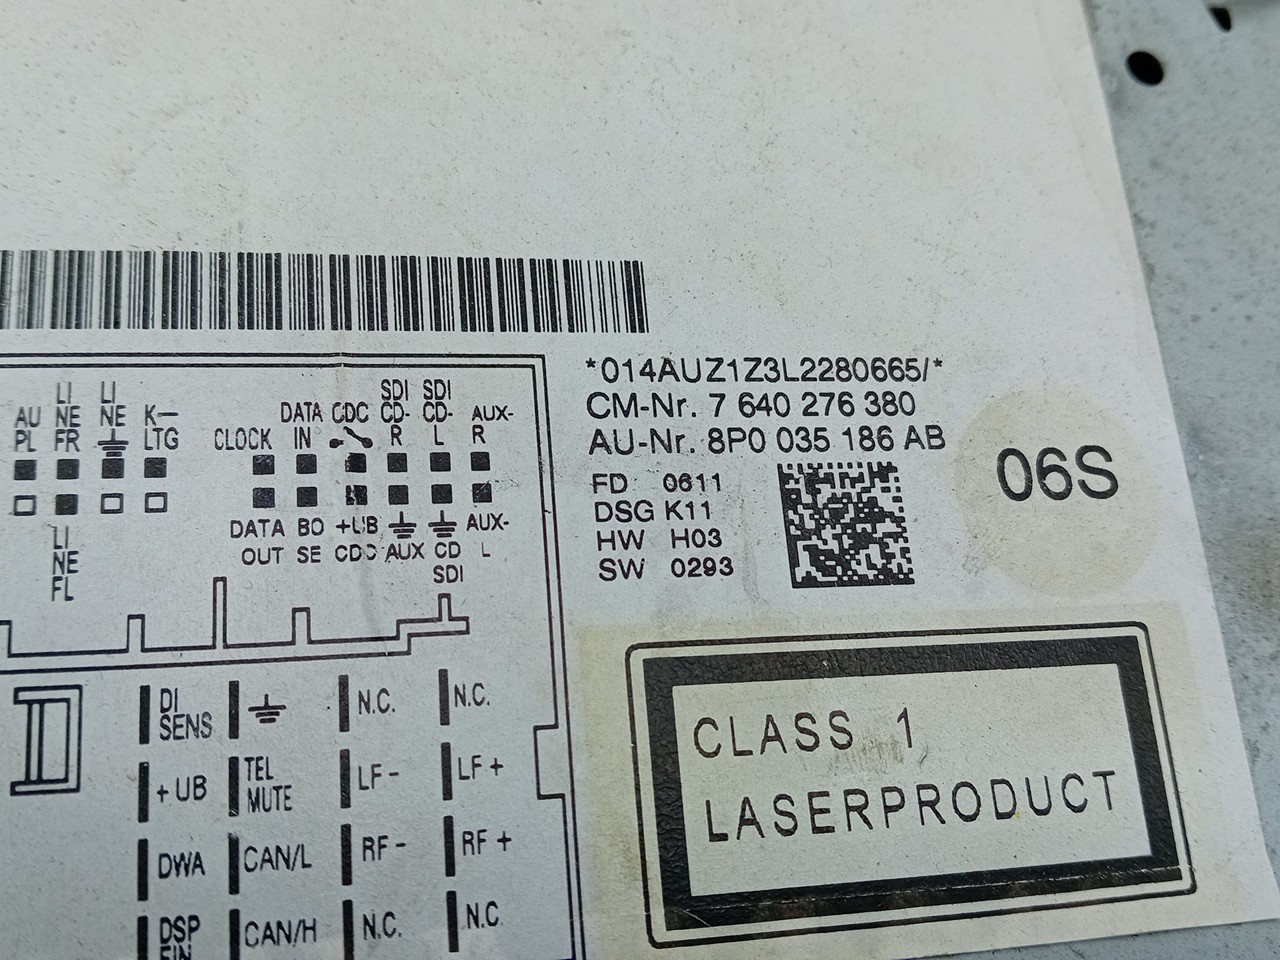 *014AUZ1Z3L2280665/*
CM-Nr. 7 640 276 380
AU-Nr. 8P0 035 186 AB
FD 0611
DSG K11
HW H03
SW 0293
06S
CLASS 1
LASERPRODUCT
AU PL
LI NE FR
LI NE
K- LTG
CLOCK
DATA IN
CDC
SDI CD- R
SDI CD- L
AUX- R
LI NE FL
DATA OUT
BO SE
+UB CDC
AUX
CD SDI
AUX- L
DI SENS
N.C.
N.C.
+UB
TEL MUTE
LF-
LF+
DWA
CAN/L
RF-
RF+
DSP EIN
CAN/H
N.C.
N.C.